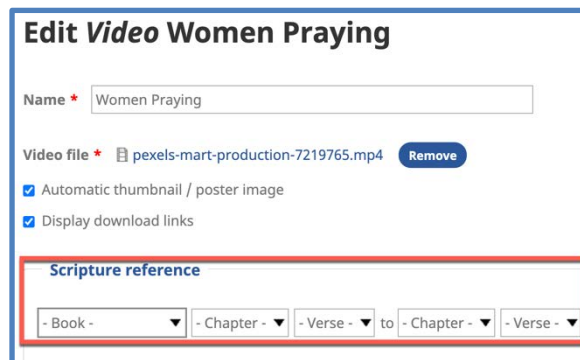 Edit Video Women Praying
Name * Women Praying
Video file * pexels-mart-production-7219765.mp4 Remove
Automatic thumbnail / poster image
Display download links
Scripture reference
- Book - - Chapter - - Verse - to - Chapter - - Verse -